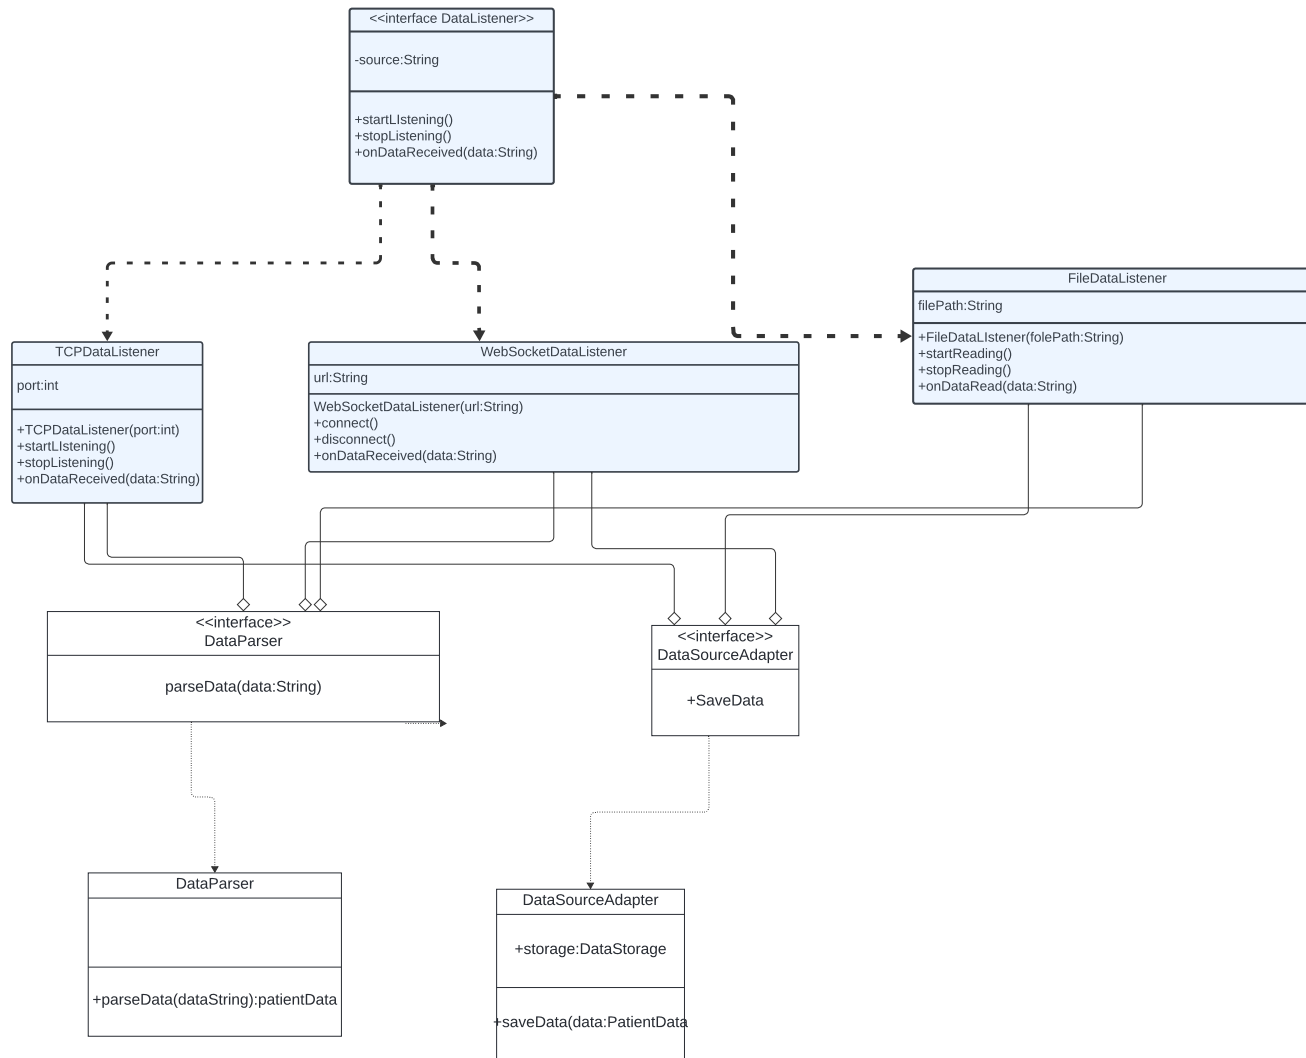 <<interface DataListener>>
-source:String
+startLIstening()
+stopListening()
+onDataReceived(data:String)
FileDataListener
filePath:String
+FileDataLIstener(folePath:String)
+startReading()
+stopReading()
+onDataRead(data:String)
TCPDataListener
port:int
+TCPDataListener(port:int)
+startLIstening()
+stopListening()
+onDataReceived(data:String)
WebSocketDataListener
url:String
WebSocketDataListener(url:String)
+connect()
+disconnect()
+onDataReceived(data:String)
<<interface>>
DataParser
parseData(data:String)
<<interface>>
DataSourceAdapter
+SaveData
DataParser
+parseData(dataString):patientData
DataSourceAdapter
+storage:DataStorage
+saveData(data:PatientData